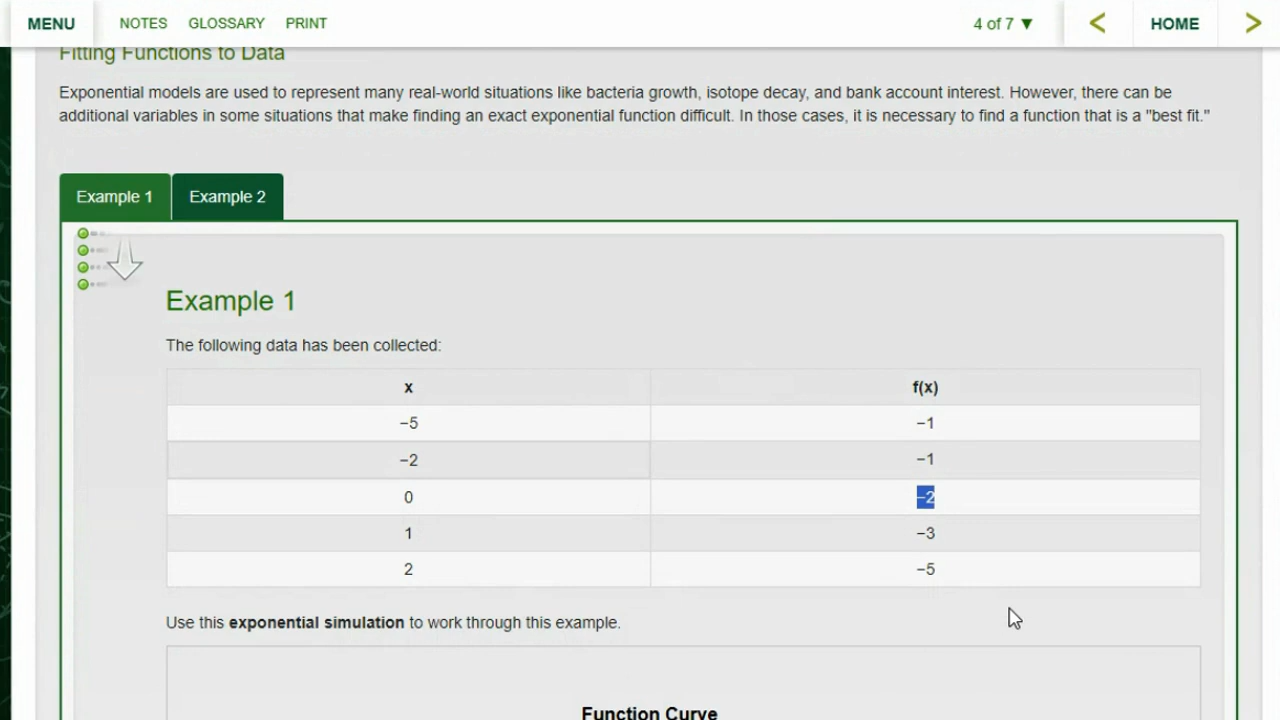 MENU NOTES GLOSSARY PRINT 4 of 7 ▼ < HOME >
Fitting Functions to Data
Exponential models are used to represent many real-world situations like bacteria growth, isotope decay, and bank account interest. However, there can be
additional variables in some situations that make finding an exact exponential function difficult. In those cases, it is necessary to find a function that is a "best fit."
Example 1 Example 2
Example 1
The following data has been collected:
x f(x)
−5 −1
−2 −1
0 −2
1 −3
2 −5
Use this exponential simulation to work through this example.
Function Curve